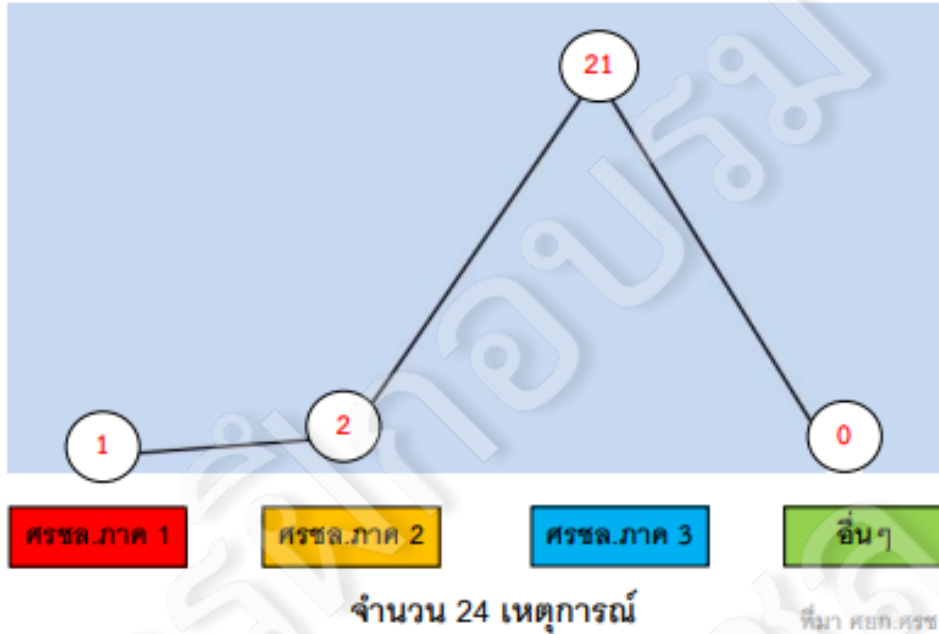 21
1
2
0
ศรชล.ภาค 1
ศรชล.ภาค 2
ศรชล.ภาค 3
อื่น ๆ
จำนวน 24 เหตุการณ์
ที่มา ศยก.ศรช